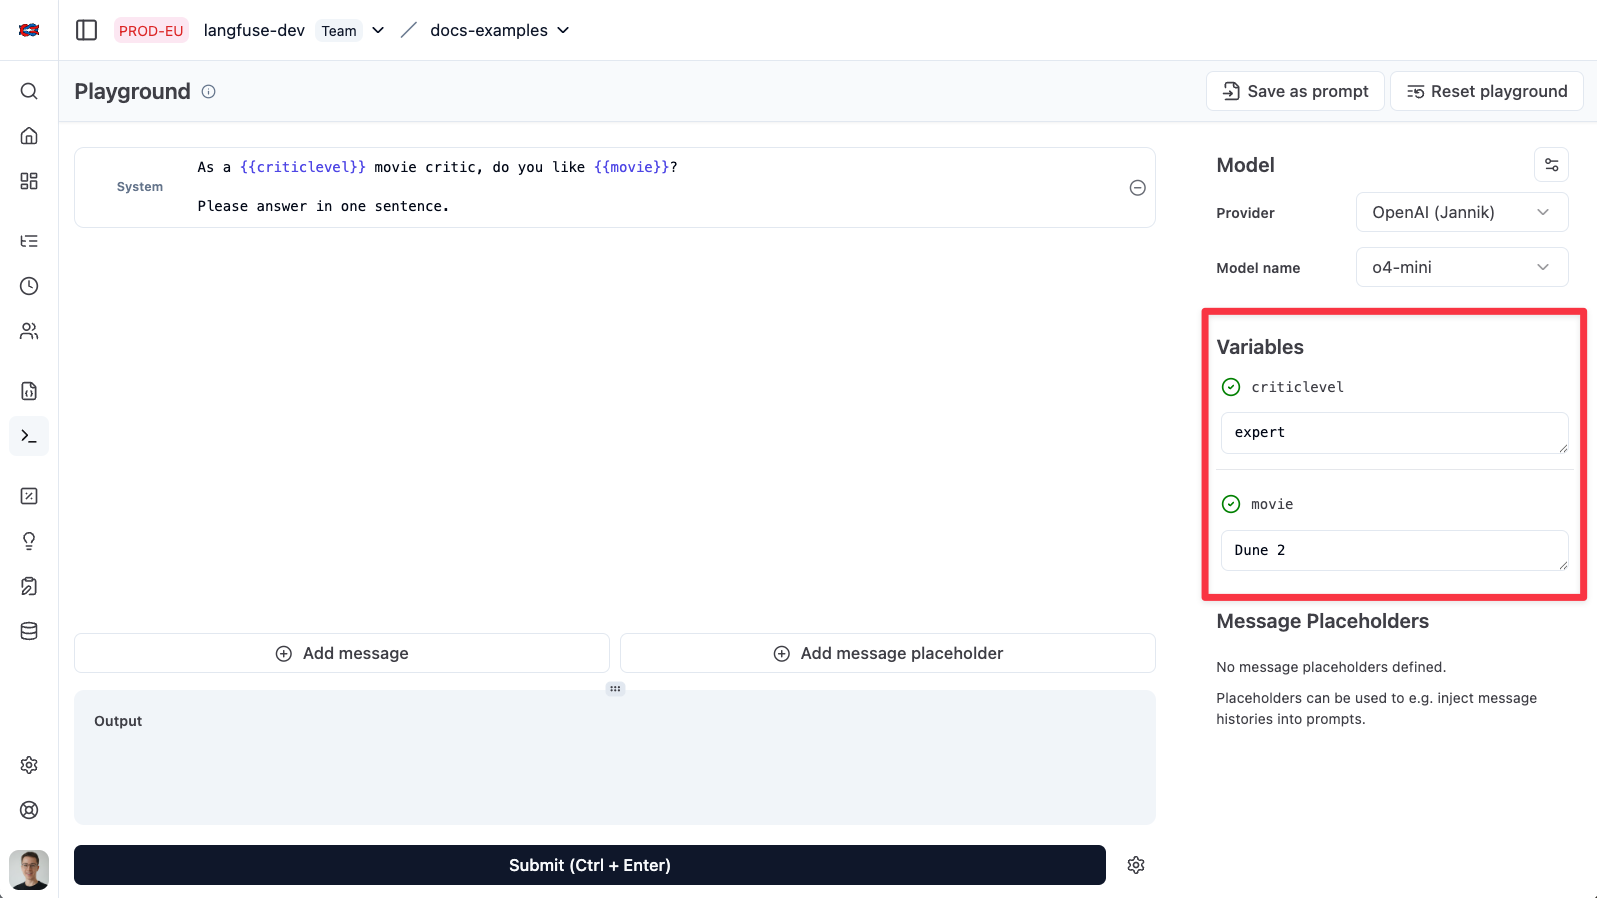 PROD-EU langfuse-dev Team docs-examples
Playground
Save as prompt
Reset playground
System
As a {{criticlevel}} movie critic, do you like {{movie}}?
Please answer in one sentence.
Add message
Add message placeholder
Output
Submit (Ctrl + Enter)
Model
Provider
OpenAI (Jannik)
Model name
o4-mini
Variables
criticlevel
expert
movie
Dune 2
Message Placeholders
No message placeholders defined.
Placeholders can be used to e.g. inject message
histories into prompts.